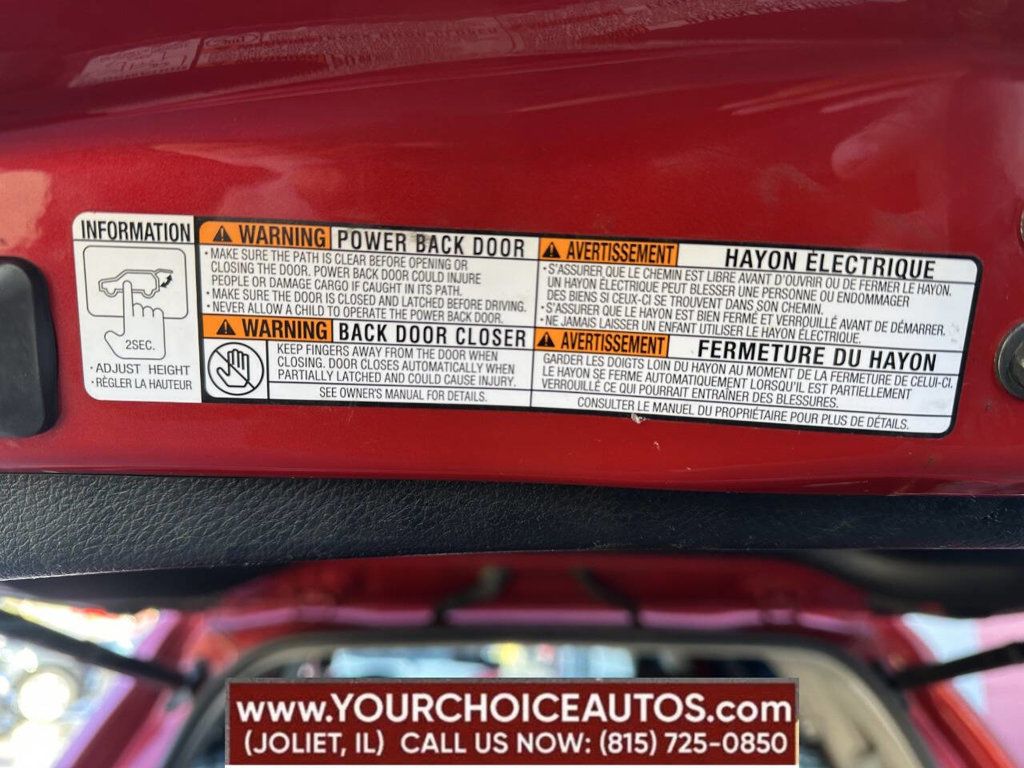 INFORMATION
2SEC.
• ADJUST HEIGHT
• RÉGLER LA HAUTEUR
WARNING POWER BACK DOOR
• MAKE SURE THE PATH IS CLEAR BEFORE OPENING OR
CLOSING THE DOOR. POWER BACK DOOR COULD INJURE
PEOPLE OR DAMAGE CARGO IF CAUGHT IN ITS PATH.
• MAKE SURE THE DOOR IS CLOSED AND LATCHED BEFORE DRIVING.
• NEVER ALLOW A CHILD TO OPERATE THE POWER BACK DOOR.
WARNING BACK DOOR CLOSER
KEEP FINGERS AWAY FROM THE DOOR WHEN
CLOSING. DOOR CLOSES AUTOMATICALLY WHEN
PARTIALLY LATCHED AND COULD CAUSE INJURY.
SEE OWNER'S MANUAL FOR DETAILS.
AVERTISSEMENT HAYON ÉLECTRIQUE
• S'ASSURER QUE LE CHEMIN EST LIBRE AVANT D'OUVRIR OU DE FERMER LE HAYON.
UN HAYON ÉLECTRIQUE PEUT BLESSER UNE PERSONNE OU ENDOMMAGER
DES BIENS SI CEUX-CI SE TROUVENT DANS SON CHEMIN.
• S'ASSURER QUE LE HAYON EST BIEN FERMÉ ET VERROUILLÉ AVANT DE DÉMARRER.
• NE JAMAIS LAISSER UN ENFANT UTILISER LE HAYON ÉLECTRIQUE.
AVERTISSEMENT FERMETURE DU HAYON
GARDER LES DOIGTS LOIN DU HAYON AU MOMENT DE LA FERMETURE DE CELUI-CI.
LE HAYON SE FERME AUTOMATIQUEMENT LORSQU'IL EST PARTIELLEMENT
VERROUILLÉ CE QUI POURRAIT ENTRAÎNER DES BLESSURES.
CONSULTER LE MANUEL DU PROPRIÉTAIRE POUR PLUS DE DÉTAILS.
www.YOURCHOICEAUTOS.com
(JOLIET, IL) CALL US NOW: (815) 725-0850